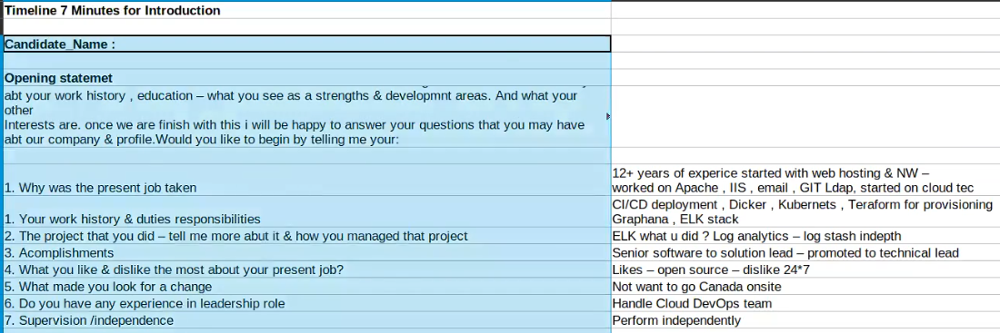 Timeline 7 Minutes for Introduction
Candidate_Name :
Opening statemet
abt your work history , education – what you see as a strengths & developmnt areas. And what your
other
Interests are. once we are finish with this i will be happy to answer your questions that you may have
abt our company & profile.Would you like to begin by telling me your:
12+ years of experice started with web hosting & NW –
1. Why was the present job taken
worked on Apache , IIS , email , GIT Ldap, started on cloud tec
CI/CD deployment , Dicker , Kubernets , Teraform for provisioning
1. Your work history & duties responsibilities
Graphana , ELK stack
2. The project that you did – tell me more abut it & how you managed that project
ELK what u did ? Log analytics – log stash indepth
3. Acomplishments
Senior software to solution lead – promoted to technical lead
4. What you like & dislike the most about your present job?
Likes – open source – dislike 24*7
5. What made you look for a change
Not want to go Canada onsite
6. Do you have any experience in leadership role
Handle Cloud DevOps team
7. Supervision /independence
Perform independently